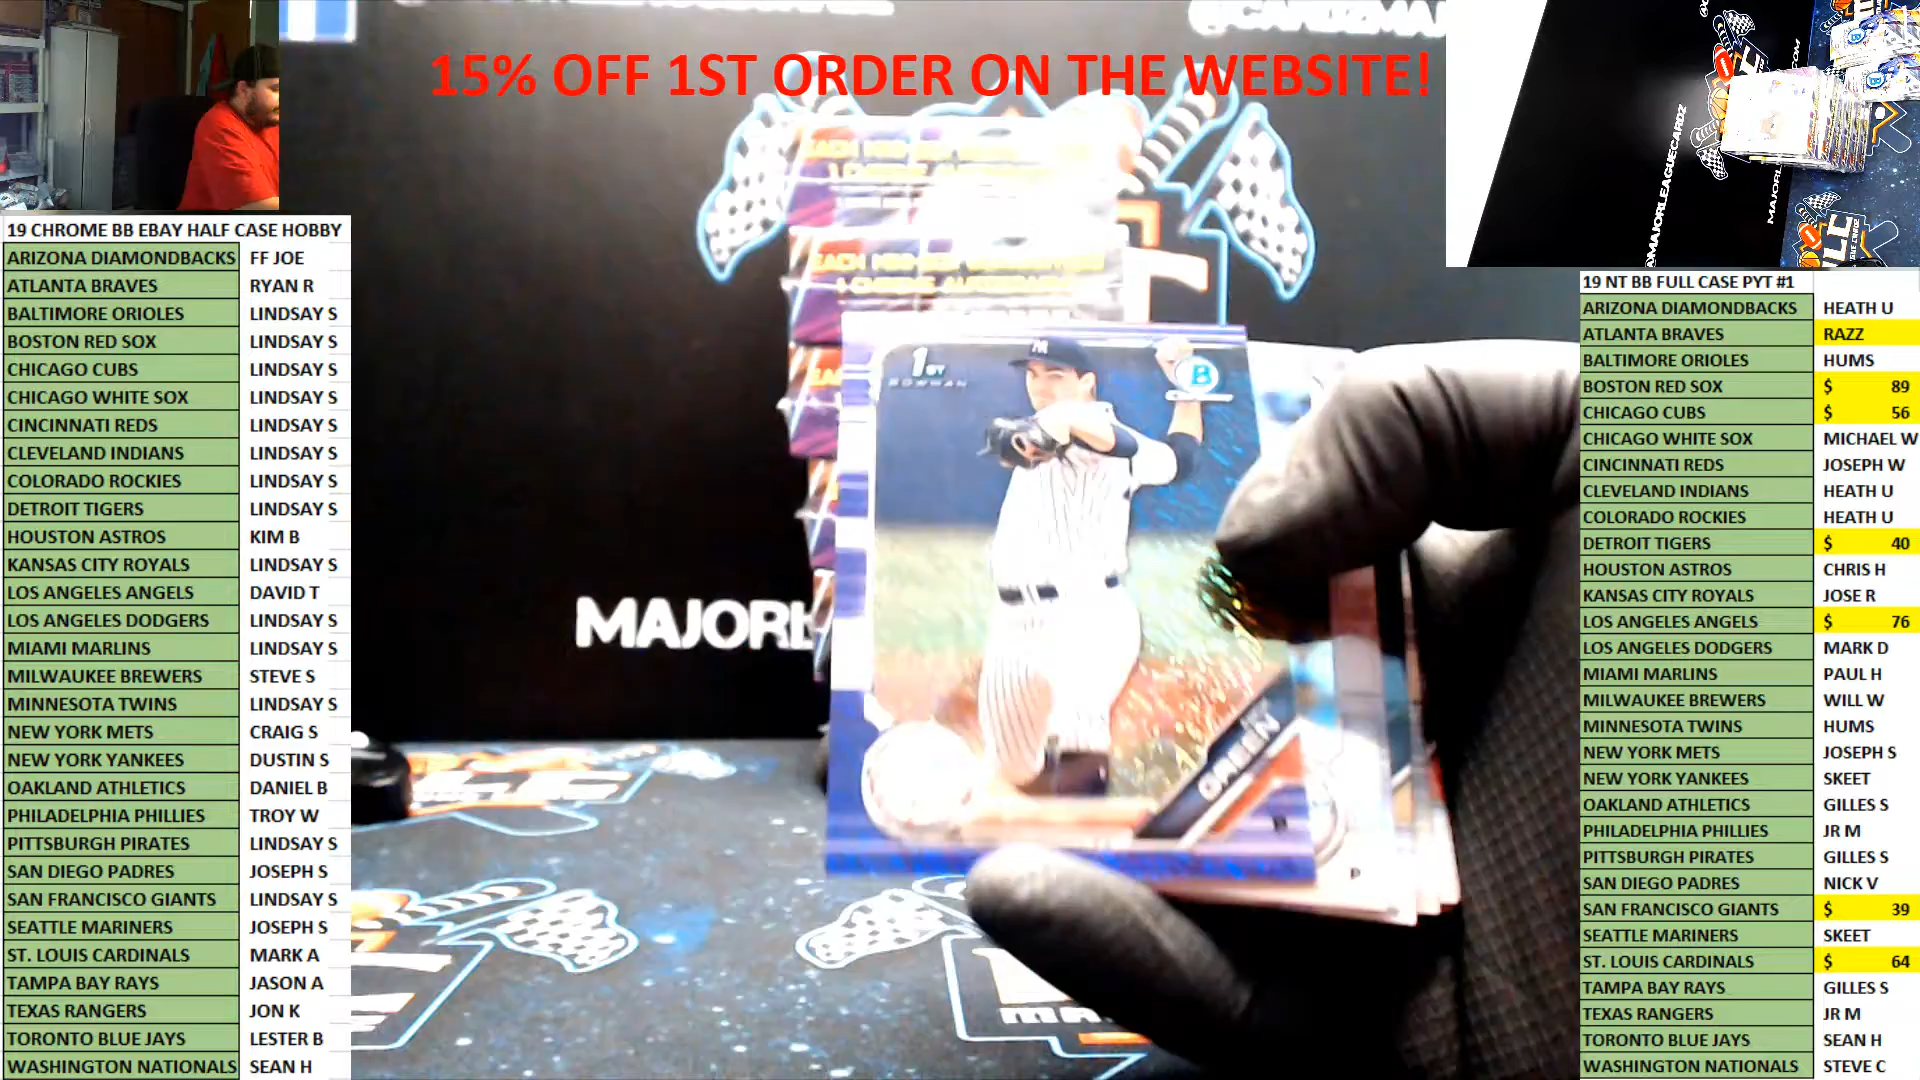 15% OFF 1ST ORDER ON THE WEBSITE!
19 CHROME BB EBAY HALF CASE HOBBY
ARIZONA DIAMONDBACKS FF JOE
ATLANTA BRAVES RYAN R
BALTIMORE ORIOLES LINDSAY S
BOSTON RED SOX LINDSAY S
CHICAGO CUBS LINDSAY S
CHICAGO WHITE SOX LINDSAY S
CINCINNATI REDS LINDSAY S
CLEVELAND INDIANS LINDSAY S
COLORADO ROCKIES LINDSAY S
DETROIT TIGERS LINDSAY S
HOUSTON ASTROS KIM B
KANSAS CITY ROYALS LINDSAY S
LOS ANGELES ANGELS DAVID T
LOS ANGELES DODGERS LINDSAY S
MIAMI MARLINS LINDSAY S
MILWAUKEE BREWERS STEVE S
MINNESOTA TWINS LINDSAY S
NEW YORK METS CRAIG S
NEW YORK YANKEES DUSTIN S
OAKLAND ATHLETICS DANIEL B
PHILADELPHIA PHILLIES TROY W
PITTSBURGH PIRATES LINDSAY S
SAN DIEGO PADRES JOSEPH S
SAN FRANCISCO GIANTS LINDSAY S
SEATTLE MARINERS JOSEPH S
ST. LOUIS CARDINALS MARK A
TAMPA BAY RAYS JASON A
TEXAS RANGERS JON K
TORONTO BLUE JAYS LESTER B
WASHINGTON NATIONALS SEAN H
1ST
BOWMAN
B
GREEN
P
MAJORL
@MAJORLEAGUECARDZ
19 NT BB FULL CASE PYT #1
ARIZONA DIAMONDBACKS HEATH U
ATLANTA BRAVES RAZZ
BALTIMORE ORIOLES HUMS
BOSTON RED SOX $ 89
CHICAGO CUBS $ 56
CHICAGO WHITE SOX MICHAEL W
CINCINNATI REDS JOSEPH W
CLEVELAND INDIANS HEATH U
COLORADO ROCKIES HEATH U
DETROIT TIGERS $ 40
HOUSTON ASTROS CHRIS H
KANSAS CITY ROYALS JOSE R
LOS ANGELES ANGELS $ 76
LOS ANGELES DODGERS MARK D
MIAMI MARLINS PAUL H
MILWAUKEE BREWERS WILL W
MINNESOTA TWINS HUMS
NEW YORK METS JOSEPH S
NEW YORK YANKEES SKEET
OAKLAND ATHLETICS GILLES S
PHILADELPHIA PHILLIES JR M
PITTSBURGH PIRATES GILLES S
SAN DIEGO PADRES NICK V
SAN FRANCISCO GIANTS $ 39
SEATTLE MARINERS SKEET
ST. LOUIS CARDINALS $ 64
TAMPA BAY RAYS GILLES S
TEXAS RANGERS JR M
TORONTO BLUE JAYS SEAN H
WASHINGTON NATIONALS STEVE C